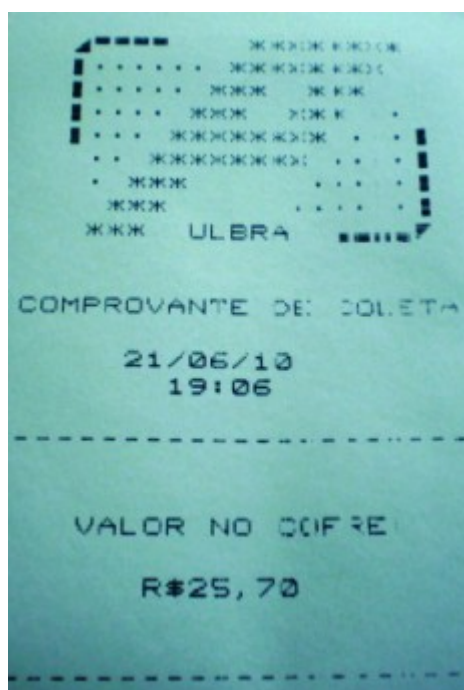 ULBRA
COMPROVANTE DE COLETA
21/06/10
19:06
VALOR NO COFRE
R$25,70